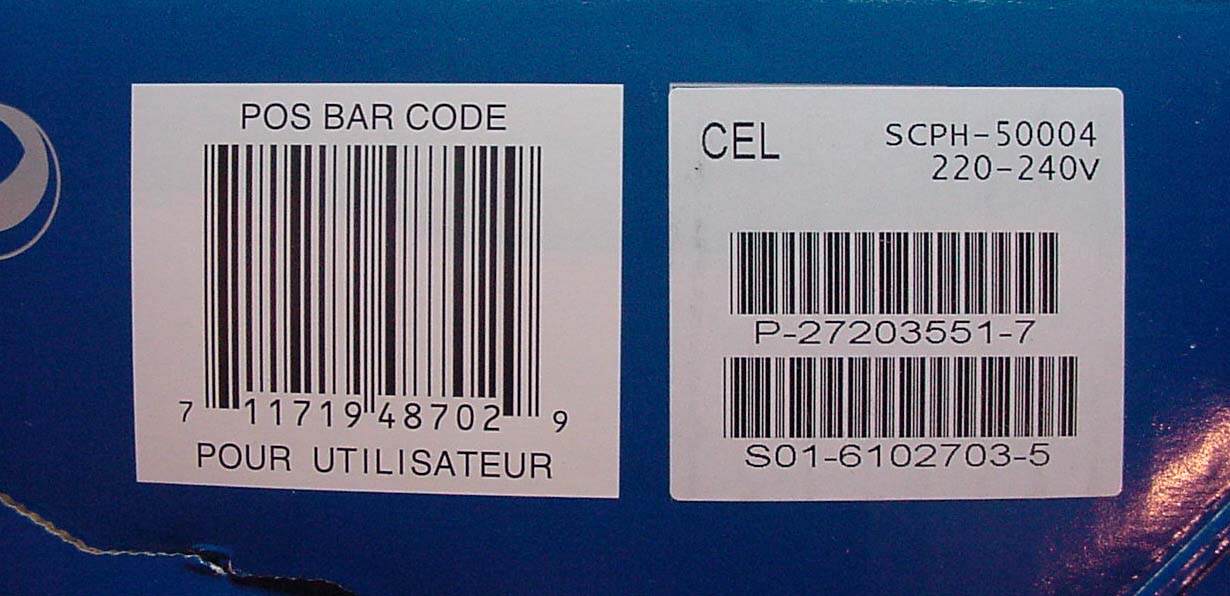 POS BAR CODE
7 11719 48702 9
POUR UTILISATEUR
CEL
SCPH-50004
220-240V
P-27203551-7
S01-6102703-5